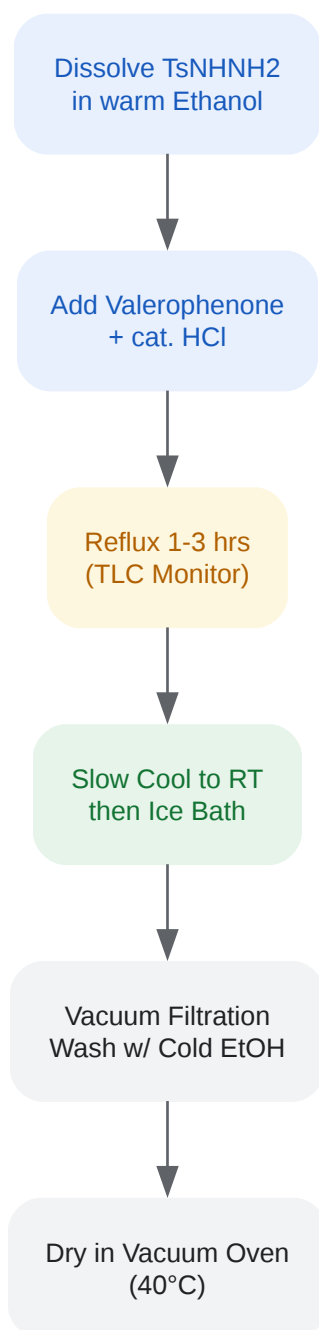 Dissolve TsNHNH2
in warm Ethanol
Add Valerophenone
+ cat. HCl
Reflux 1-3 hrs
(TLC Monitor)
Slow Cool to RT
then Ice Bath
Vacuum Filtration
Wash w/ Cold EtOH
Dry in Vacuum Oven
(40°C)